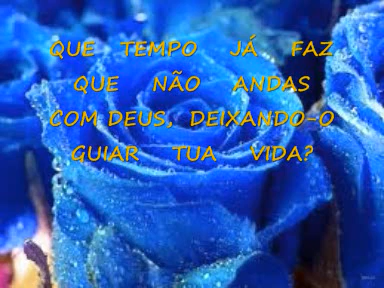 QUE TEMPO JÁ FAZ
QUE NÃO ANDAS
COM DEUS, DEIXANDO-O
GUIAR TUA VIDA?